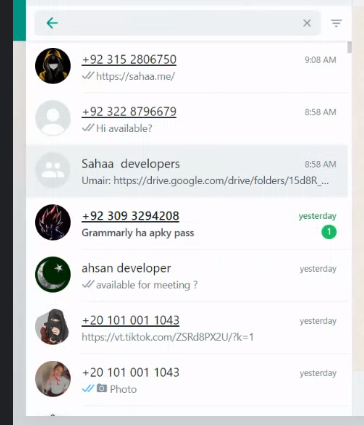 +92 315 2806750
9:08 AM
https://sahaa.me/
+92 322 8796679
8:58 AM
Hi available?
Sahaa developers
8:58 AM
Umair: https://drive.google.com/drive/folders/15d8R_...
+92 309 3294208
yesterday
Grammarly ha apky pass
1
ahsan developer
yesterday
available for meeting ?
+20 101 001 1043
yesterday
https://vt.tiktok.com/ZSRd8PX2U/?k=1
+20 101 001 1043
yesterday
Photo